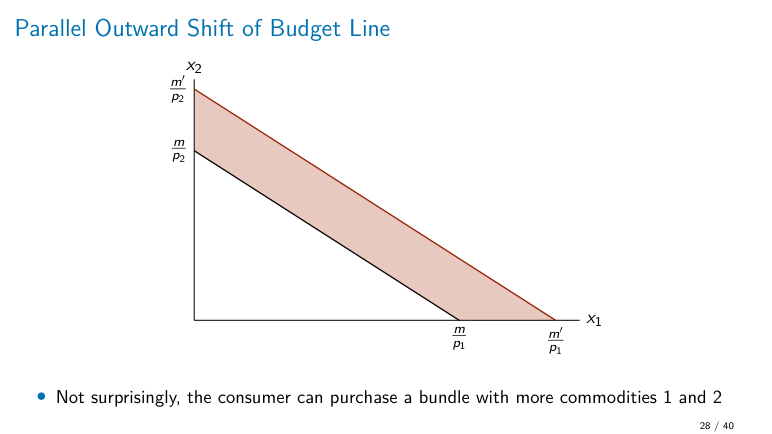 Parallel Outward Shift of Budget Line
x₂
m′/p₂
m/p₂
x₁
m/p₁
m′/p₁
• Not surprisingly, the consumer can purchase a bundle with more commodities 1 and 2
28 / 40